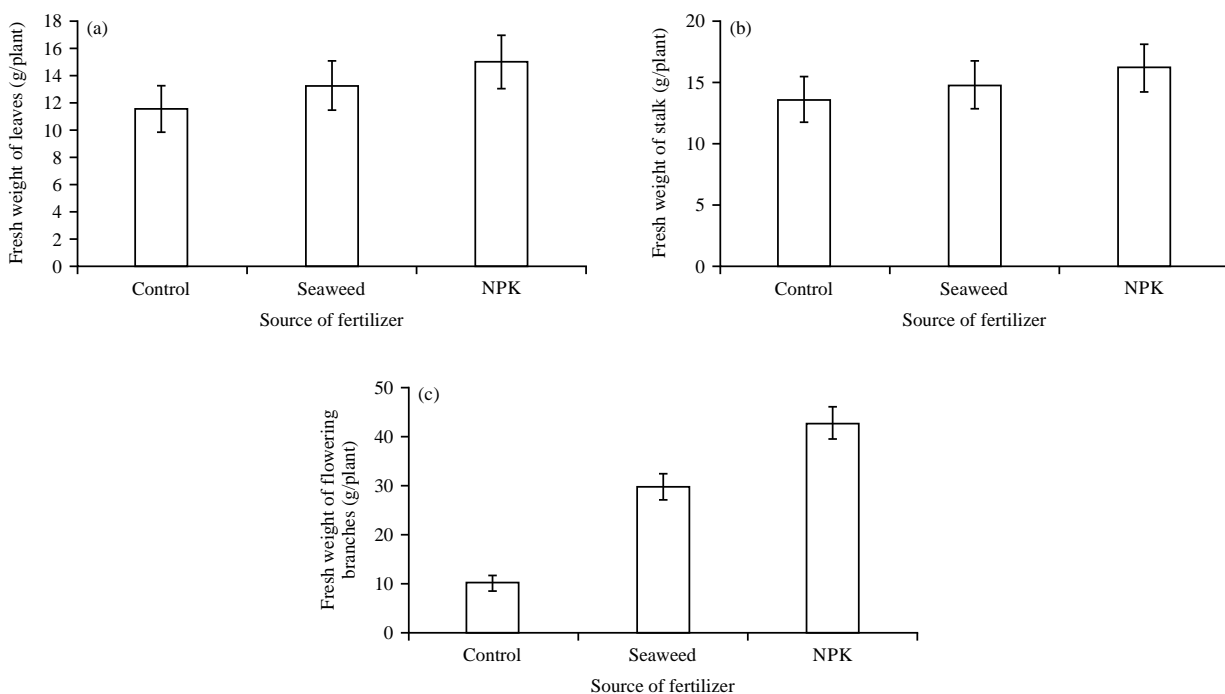 (a)
Fresh weight of leaves (g/plant)
18
16
14
12
10
8
6
4
2
0
Control Seaweed NPK
Source of fertilizer
(b)
Fresh weight of stalk (g/plant)
20
15
10
5
0
Control Seaweed NPK
Source of fertilizer
(c)
Fresh weight of flowering
branches (g/plant)
50
40
30
20
10
0
Control Seaweed NPK
Source of fertilizer